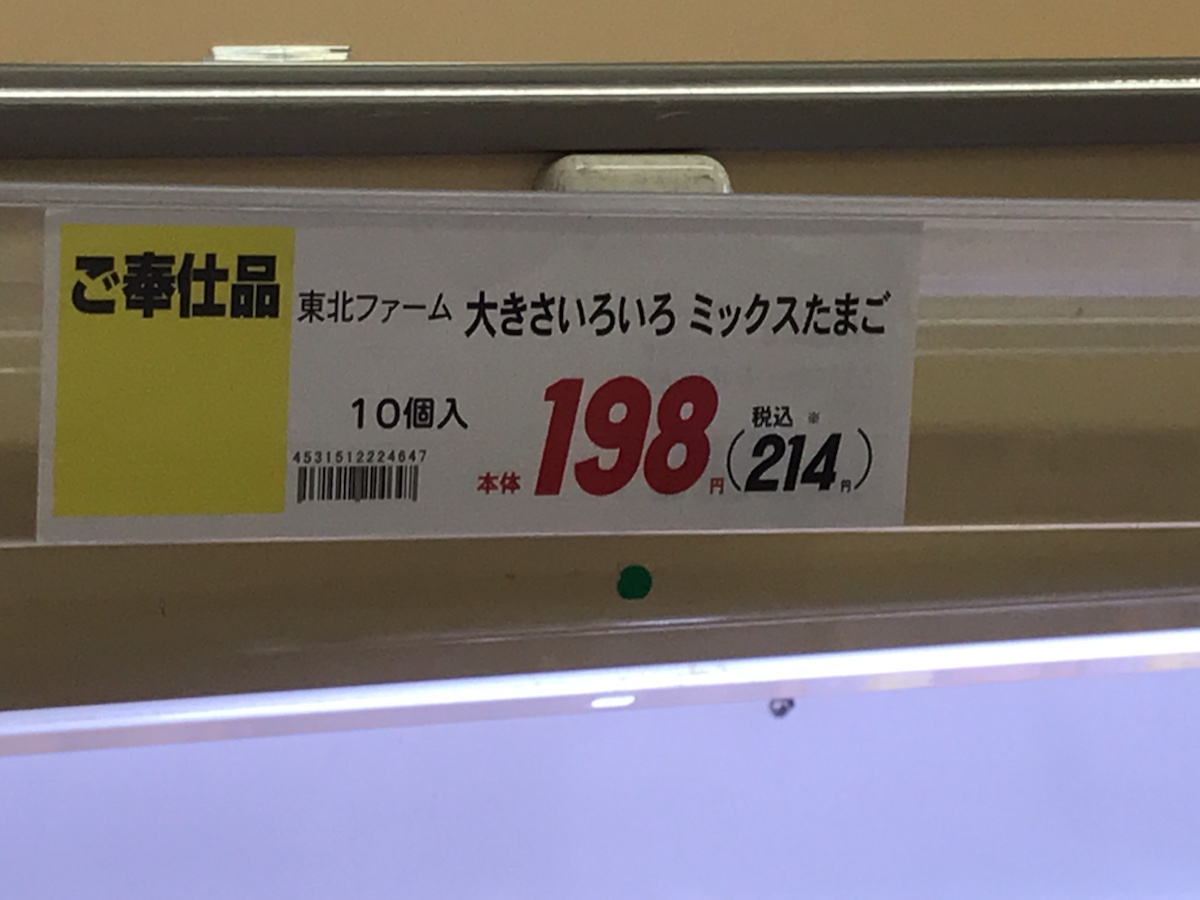 ご奉仕品
東北ファーム 大きさいろいろ ミックスたまご
10個入
4531512224647
本体 198円
税込 ※
(214円)